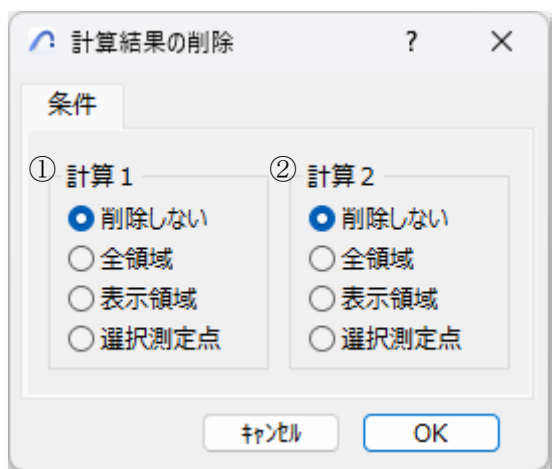 計算結果の削除 ? ×
条件
① 計算1
削除しない
全領域
表示領域
選択測定点
② 計算2
削除しない
全領域
表示領域
選択測定点
ｷｬﾝｾﾙ OK